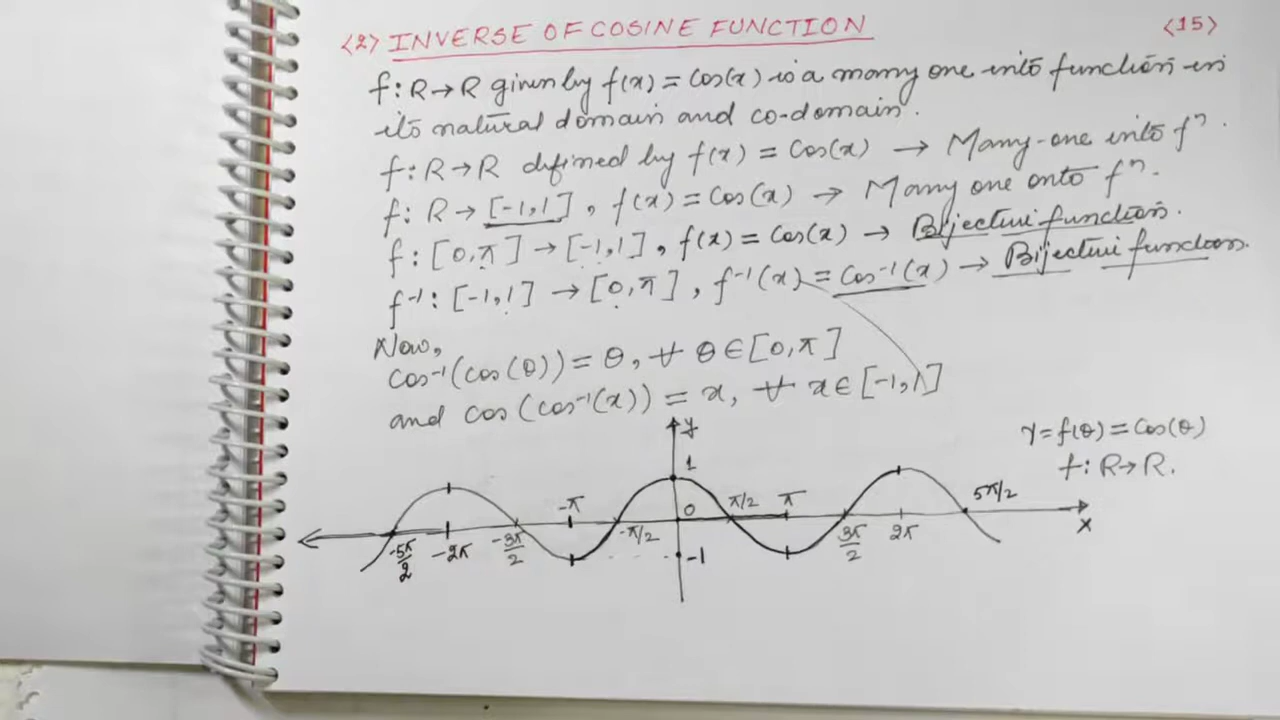 <2> INVERSE OF COSINE FUNCTION <15>
f: R→R given by f(x) = Cos(x) is a many one into function in
its natural domain and co-domain.
f: R→R defined by f(x) = Cos(x) → Many-one into fⁿ.
f: R→[-1,1], f(x) = Cos(x) → Many one onto fⁿ.
f: [0,π]→[-1,1], f(x) = Cos(x) → Bijective function.
f⁻¹: [-1,1] → [0,π], f⁻¹(x) = Cos⁻¹(x) → Bijective function.
Now,
Cos⁻¹(cos(θ)) = θ, ∀ θ∈[0,π]
and cos(cos⁻¹(x)) = x, ∀ x∈[-1,1]
y
y = f(θ) = Cos(θ)
f: R→R.
1
-π 0 π/2 π 5π/2
-5π/2 -2π -3π/2 -π/2 -1 3π/2 2π x